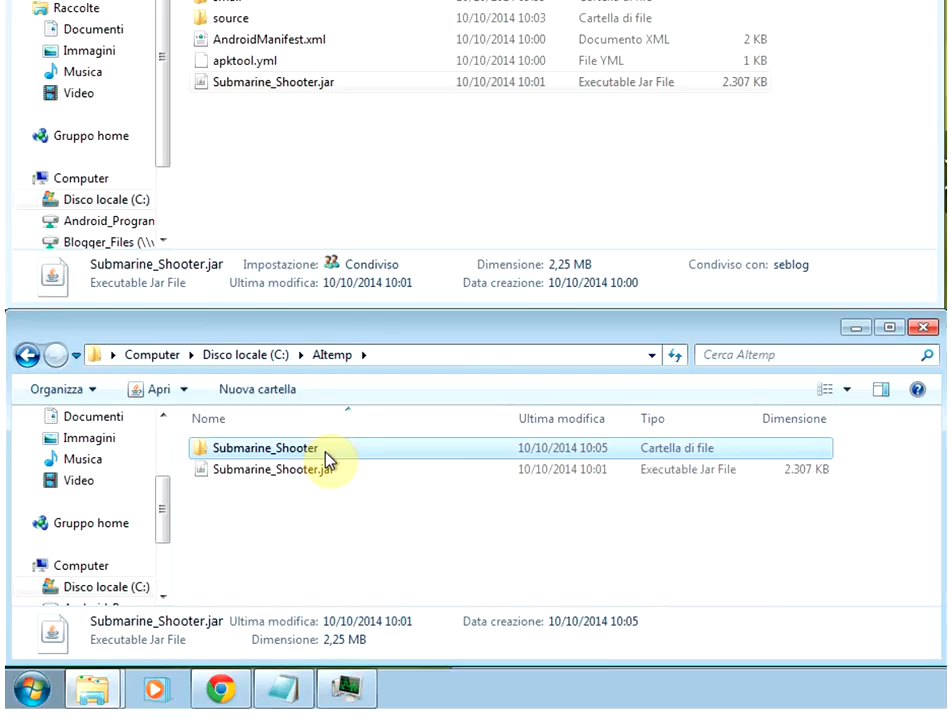 Raccolte
source 10/10/2014 10:03 Cartella di file
Documenti
AndroidManifest.xml 10/10/2014 10:00 Documento XML 2 KB
Immagini
apktool.yml 10/10/2014 10:00 File YML 1 KB
Musica
Submarine_Shooter.jar 10/10/2014 10:01 Executable Jar File 2.307 KB
Video
Gruppo home
Computer
Disco locale (C:)
Android_Progran
Blogger_Files (\\
Submarine_Shooter.jar Impostazione: Condiviso Dimensione: 2,25 MB Condiviso con: seblog
Executable Jar File Ultima modifica: 10/10/2014 10:01 Data creazione: 10/10/2014 10:00
Computer Disco locale (C:) Altemp Cerca Altemp
Organizza Apri Nuova cartella
Documenti Nome Ultima modifica Tipo Dimensione
Immagini Submarine_Shooter 10/10/2014 10:05 Cartella di file
Musica Submarine_Shooter.jar 10/10/2014 10:01 Executable Jar File 2.307 KB
Video
Gruppo home
Computer
Disco locale (C:)
Submarine_Shooter.jar Ultima modifica: 10/10/2014 10:01 Data creazione: 10/10/2014 10:05
Executable Jar File Dimensione: 2,25 MB